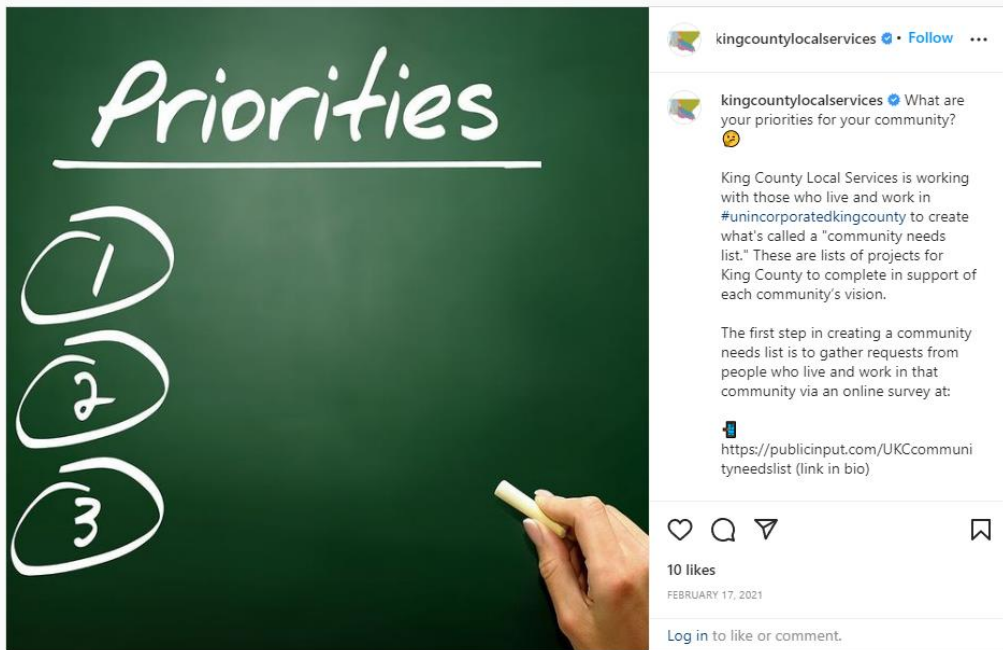 Priorities
1
2
3
kingcountylocalservices • Follow ...
kingcountylocalservices What are
your priorities for your community?
🤔
King County Local Services is working
with those who live and work in
#unincorporatedkingcounty to create
what's called a "community needs
list." These are lists of projects for
King County to complete in support of
each community's vision.
The first step in creating a community
needs list is to gather requests from
people who live and work in that
community via an online survey at:
📲
https://publicinput.com/UKCcommuni
tyneedslist (link in bio)
10 likes
FEBRUARY 17, 2021
Log in to like or comment.